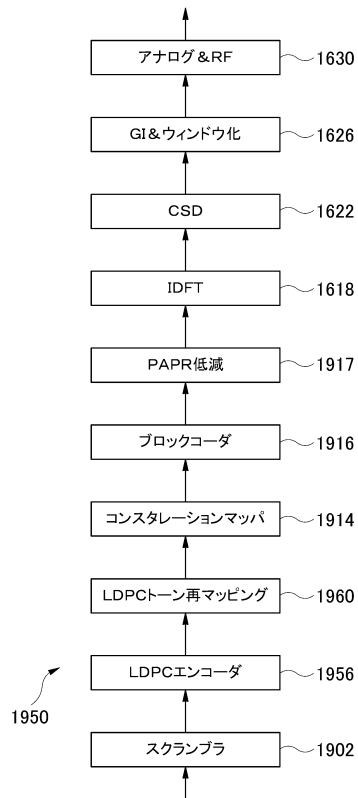 アナログ&RF 1630
GI&ウィンドウ化 1626
CSD 1622
IDFT 1618
PAPR低減 1917
ブロックコーダ 1916
コンスタレーションマッパ 1914
LDPCトーン再マッピング 1960
LDPCエンコーダ 1956
1950
スクランブラ 1902